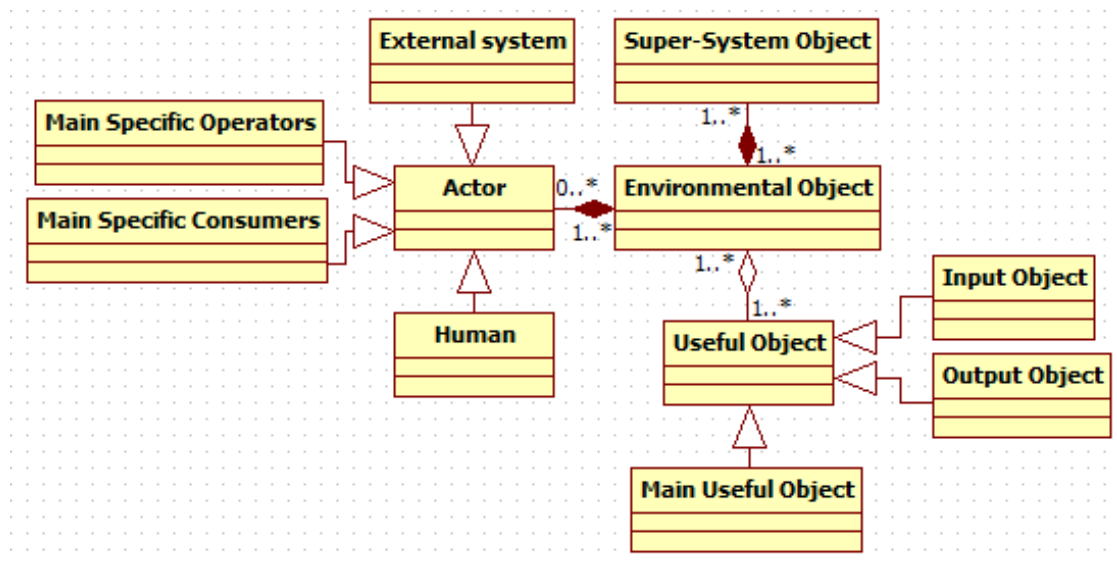 External system
Super-System Object
Main Specific Operators
1..*
1..*
Actor
0..*
Environmental Object
Main Specific Consumers
1..*
1..*
Input Object
1..*
Human
Useful Object
Output Object
Main Useful Object